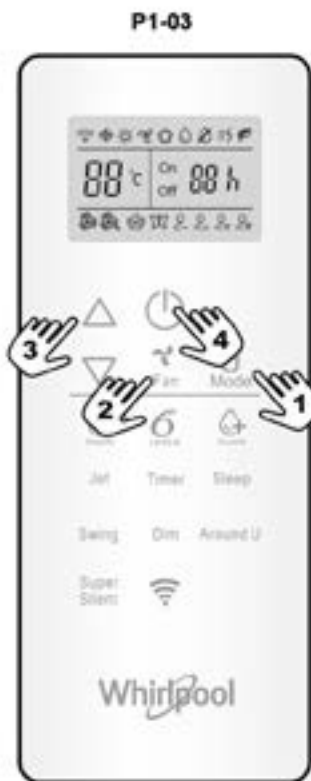 P1-03
88 °c On Off 88 h
3
4
2
Fan
Mode
1
6
Jet Timer Sleep
Swing Dim Around U
Super Silent
Whirlpool